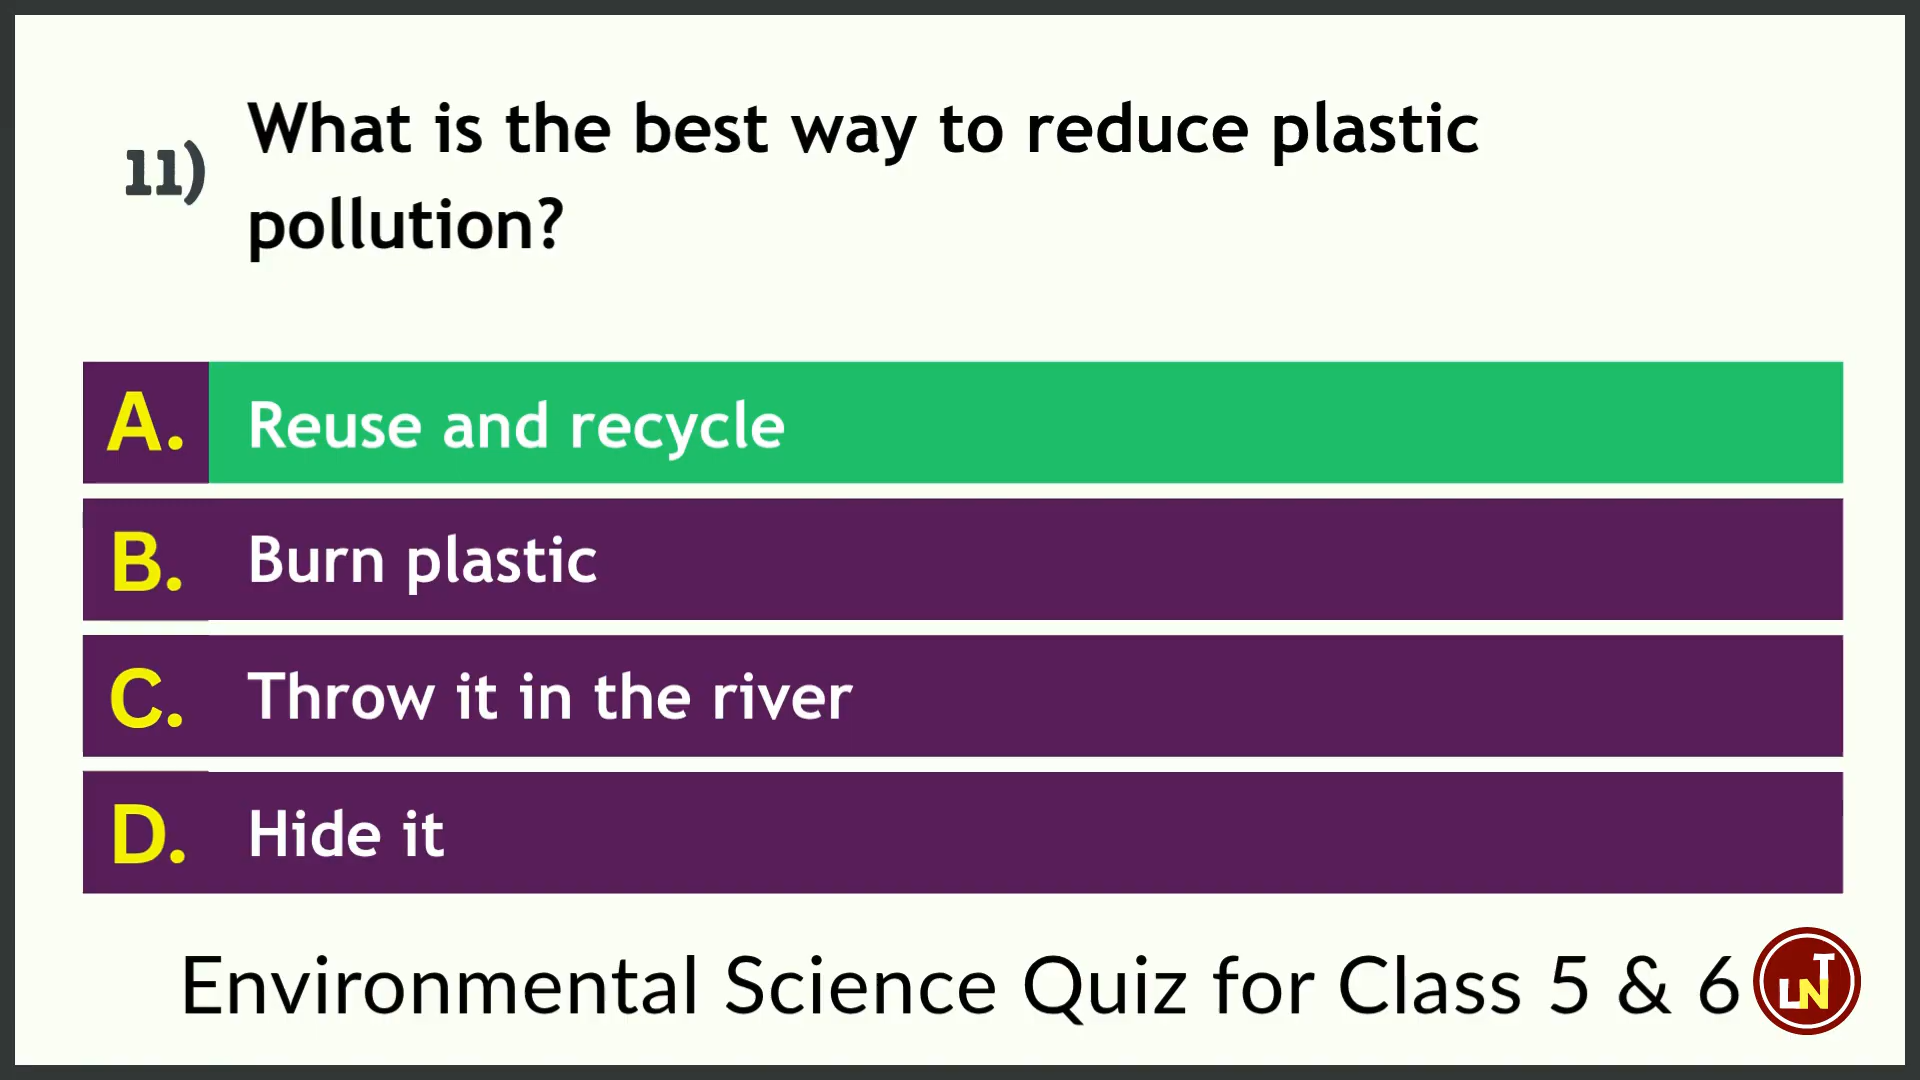 11) What is the best way to reduce plastic
pollution?
A. Reuse and recycle
B. Burn plastic
C. Throw it in the river
D. Hide it
Environmental Science Quiz for Class 5 & 6
LNT